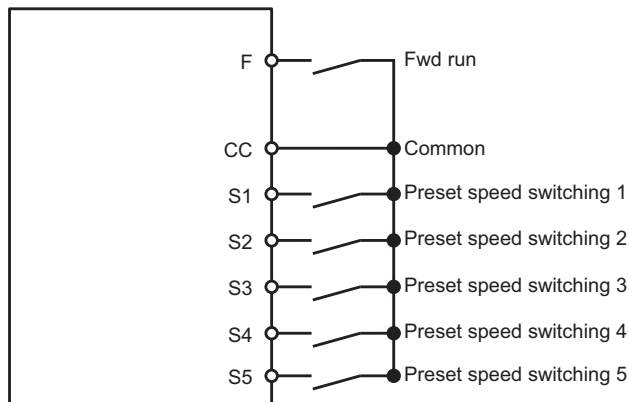 F Fwd run
CC Common
S1 Preset speed switching 1
S2 Preset speed switching 2
S3 Preset speed switching 3
S4 Preset speed switching 4
S5 Preset speed switching 5